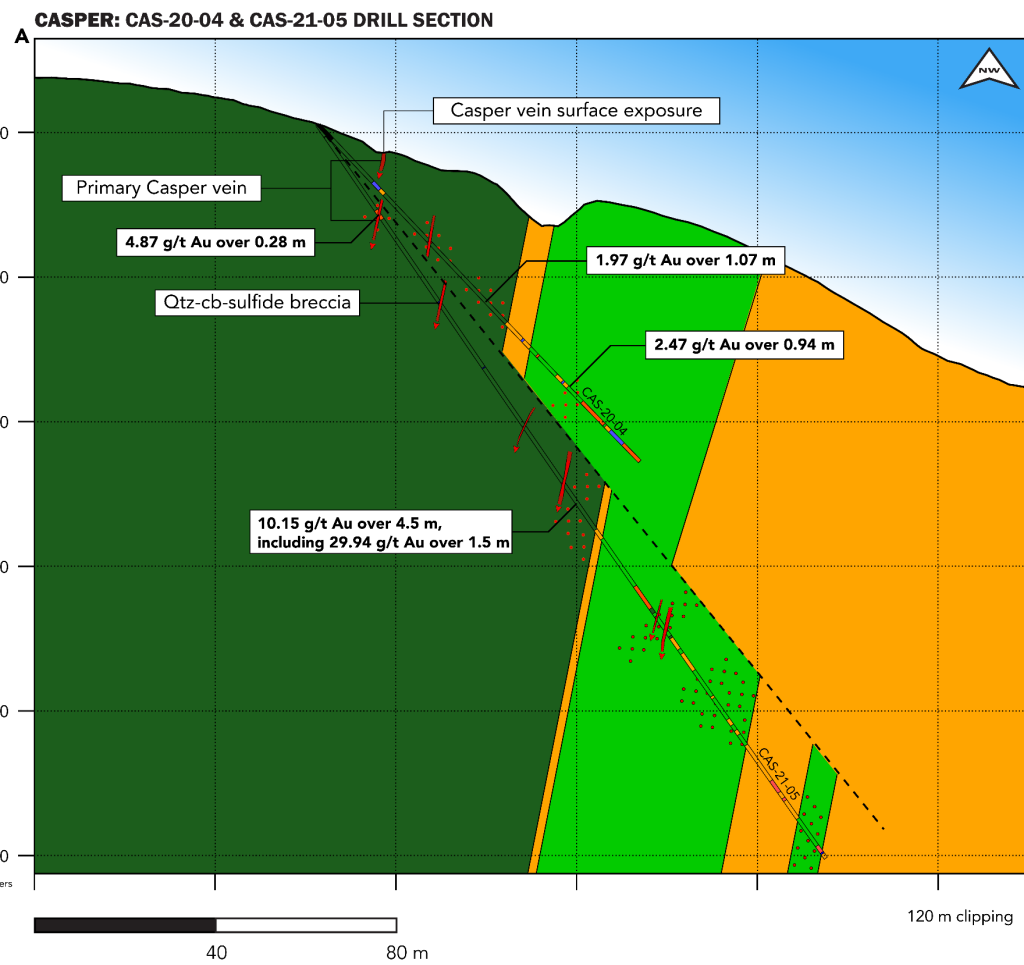 CASPER: CAS-20-04 & CAS-21-05 DRILL SECTION
A
NW
0
Casper vein surface exposure
Primary Casper vein
4.87 g/t Au over 0.28 m
1.97 g/t Au over 1.07 m
0
Qtz-cb-sulfide breccia
2.47 g/t Au over 0.94 m
CAS-20-04
0
10.15 g/t Au over 4.5 m,
including 29.94 g/t Au over 1.5 m
0
0
CAS-21-05
0
ers
120 m clipping
40
80 m